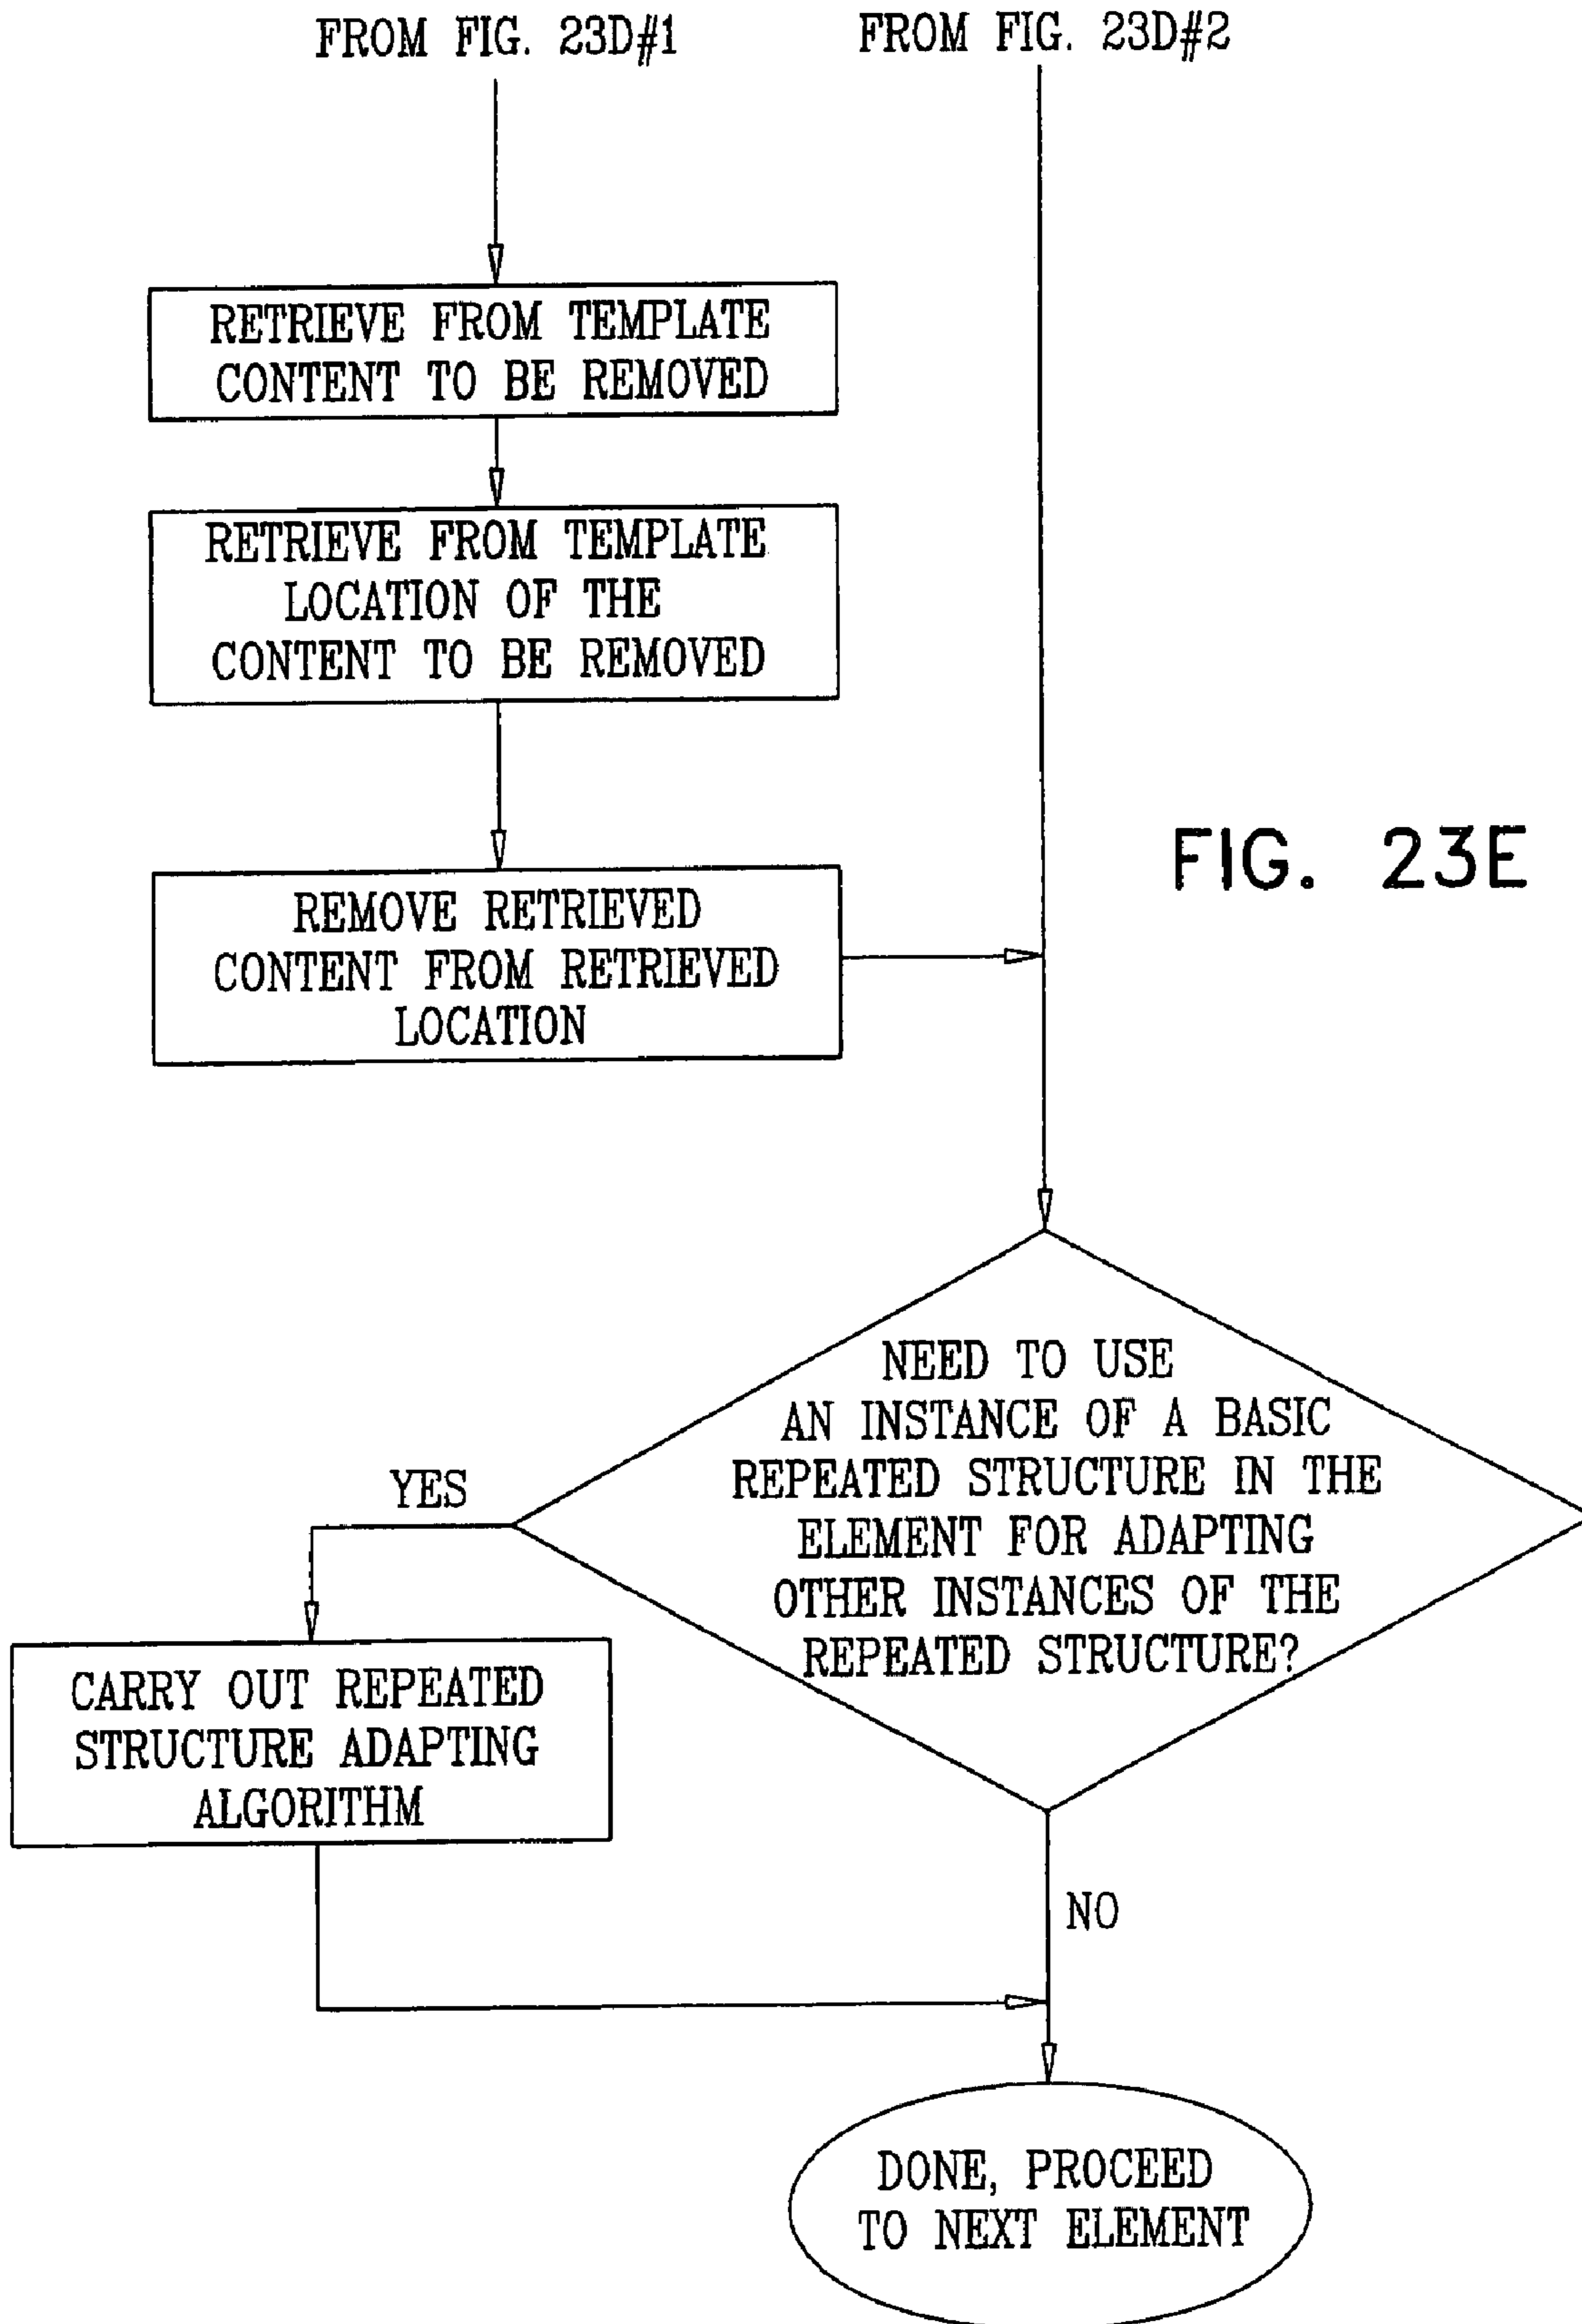 FROM FIG. 23D#1
FROM FIG. 23D#2
RETRIEVE FROM TEMPLATE
CONTENT TO BE REMOVED
RETRIEVE FROM TEMPLATE
LOCATION OF THE
CONTENT TO BE REMOVED
FIG. 23E
REMOVE RETRIEVED
CONTENT FROM RETRIEVED
LOCATION
NEED TO USE
AN INSTANCE OF A BASIC
REPEATED STRUCTURE IN THE
ELEMENT FOR ADAPTING
OTHER INSTANCES OF THE
REPEATED STRUCTURE?
YES
CARRY OUT REPEATED
STRUCTURE ADAPTING
ALGORITHM
NO
DONE, PROCEED
TO NEXT ELEMENT